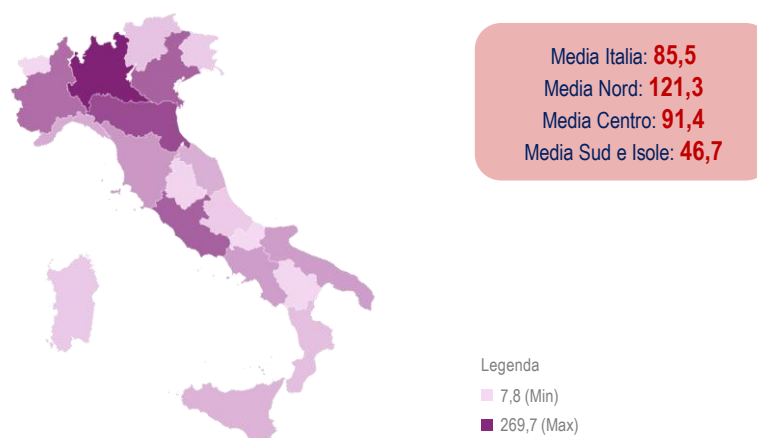 Media Italia: 85,5
Media Nord: 121,3
Media Centro: 91,4
Media Sud e Isole: 46,7
Legenda
7,8 (Min)
269,7 (Max)